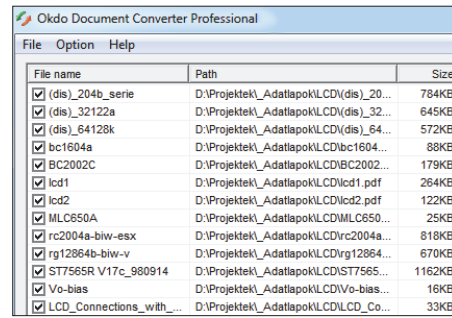 Okdo Document Converter Professional
File Option Help
File name Path Size
(dis)_204b_serie D:\Projektek\_Adatlapok\LCD\(dis)_20... 784KB
(dis)_32122a D:\Projektek\_Adatlapok\LCD\(dis)_32... 645KB
(dis)_64128k D:\Projektek\_Adatlapok\LCD\(dis)_64... 572KB
bc1604a D:\Projektek\_Adatlapok\LCD\bc1604... 88KB
BC2002C D:\Projektek\_Adatlapok\LCD\BC2002... 179KB
lcd1 D:\Projektek\_Adatlapok\LCD\lcd1.pdf 264KB
lcd2 D:\Projektek\_Adatlapok\LCD\lcd2.pdf 122KB
MLC650A D:\Projektek\_Adatlapok\LCD\MLC650... 25KB
rc2004a-biw-esx D:\Projektek\_Adatlapok\LCD\rc2004a... 818KB
rg12864b-biw-v D:\Projektek\_Adatlapok\LCD\rg12864... 670KB
ST7565R V17c_980914 D:\Projektek\_Adatlapok\LCD\ST7565... 1162KB
Vo-bias D:\Projektek\_Adatlapok\LCD\Vo-bias... 16KB
LCD_Connections_with_... D:\Projektek\_Adatlapok\LCD\LCD_Co... 33KB